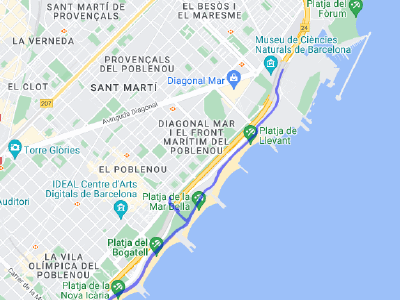 SANT MARTÍ DE
PROVENÇALS
EL BESÒS I
EL MARESME
Platja del
Fòrum
LA VERNEDA
Museu de Ciències
Naturals de Barcelona
24
PROVENÇALS
DEL POBLENOU
Diagonal Mar
EL CLOT
SANT MARTÍ
207
Avinguda Diagonal
DIAGONAL MAR
I EL FRONT
MARÍTIM DEL
POBLENOU
Platja de
Llevant
Torre Glòries
EL POBLENOU
IDEAL Centre d'Arts
Digitals de Barcelona
Auditori
Platja de la
Mar Bella
Platja del
Bogatell
LA VILA
OLÍMPICA DEL
POBLENOU
Carrer de la
Platja de la
Nova Icària